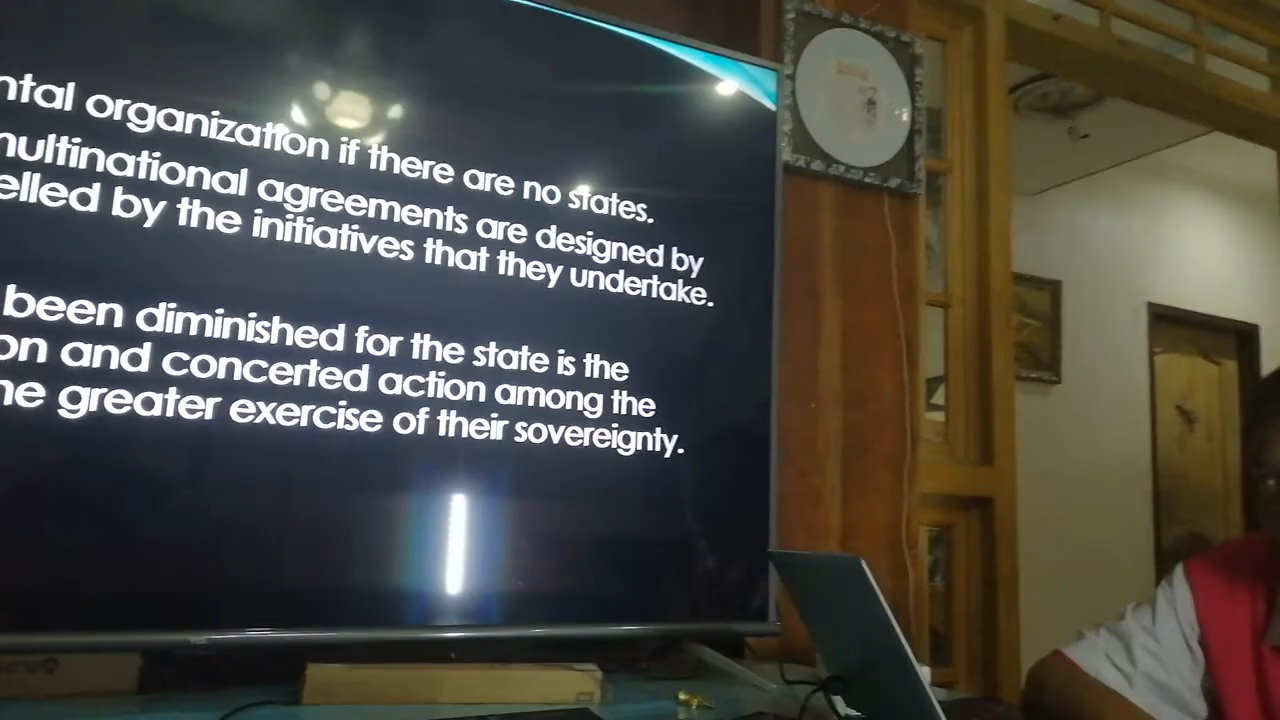 ntal organization if there are no states.
nultinational agreements are designed by
elled by the initiatives that they undertake.
been diminished for the state is the
on and concerted action among the
ne greater exercise of their sovereignty.